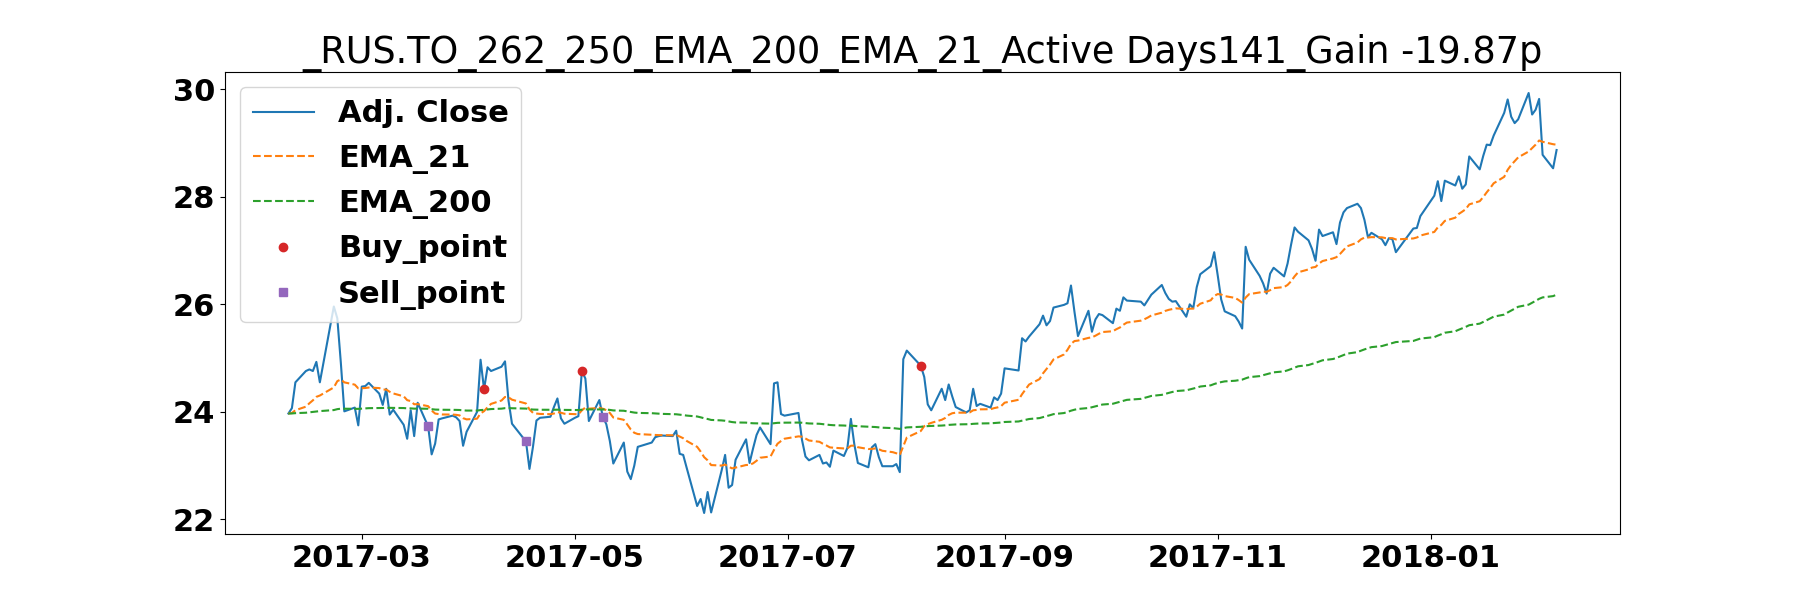 _RUS.TO_262_250_EMA_200_EMA_21_Active Days141_Gain -19.87p
30
28
26
24
22
Adj. Close
EMA_21
EMA_200
Buy_point
Sell_point
2017-03 2017-05 2017-07 2017-09 2017-11 2018-01